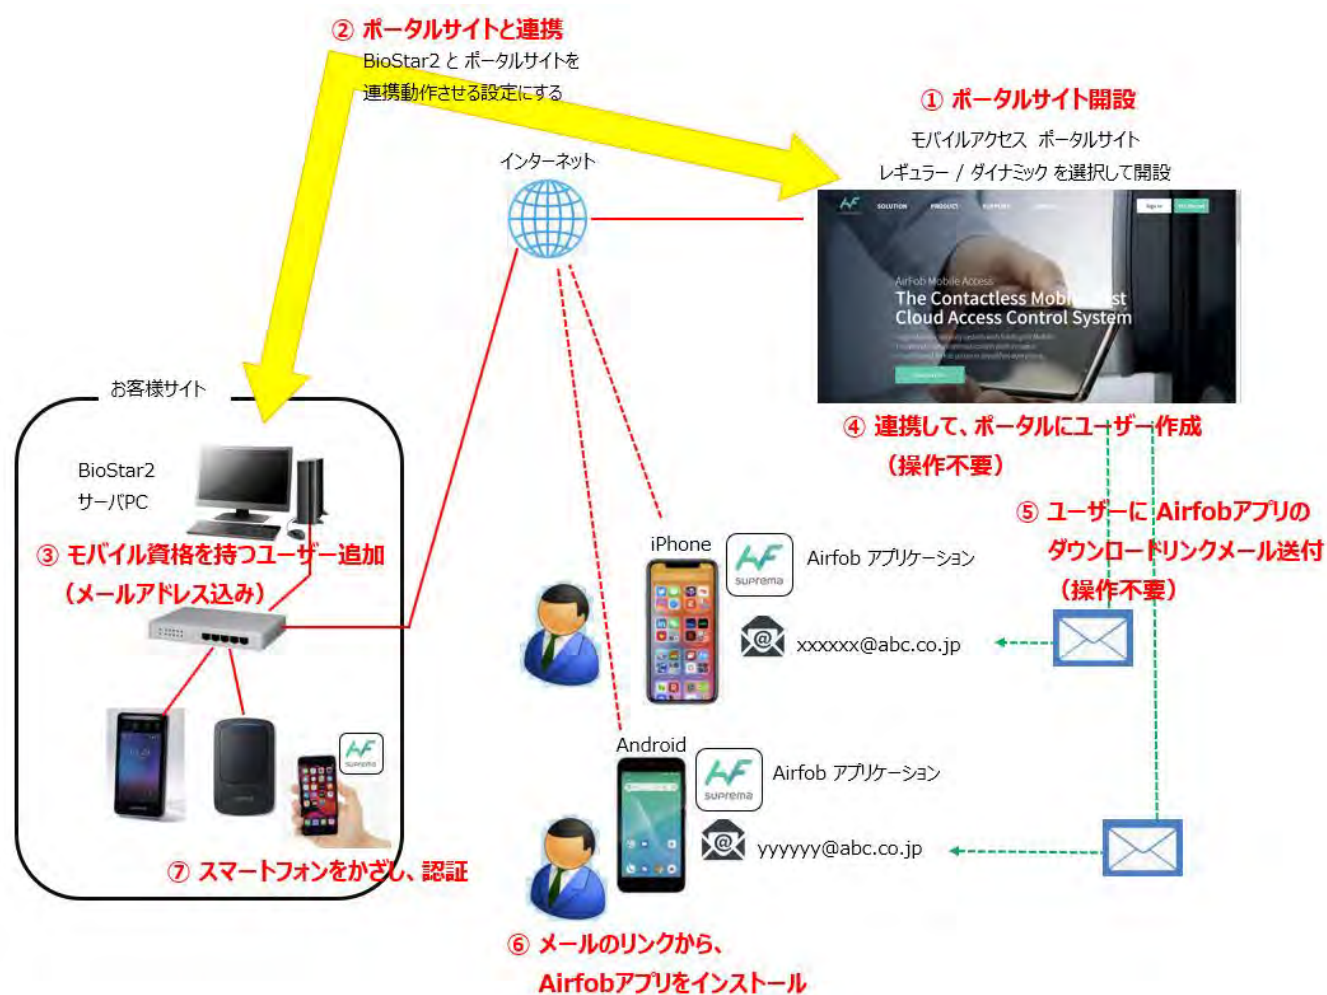 ② ポータルサイトと連携
BioStar2 と ポータルサイトを
連携動作させる設定にする
① ポータルサイト開設
モバイルアクセス ポータルサイト
レギュラー / ダイナミック を選択して開設
インターネット
SOLUTION PRODUCT SUPPORT
Sign In
AirFob Mobile Access
The Contactless Mobile First
Cloud Access Control System
お客様サイト
BioStar2
サーバPC
③ モバイル資格を持つユーザー追加
（メールアドレス込み）
④ 連携して、ポータルにユーザー作成
（操作不要）
⑤ ユーザーに Airfobアプリの
ダウンロードリンクメール送付
（操作不要）
iPhone
suprema
Airfob アプリケーション
xxxxxx@abc.co.jp
Android
suprema
Airfob アプリケーション
yyyyyy@abc.co.jp
suprema
⑦ スマートフォンをかざし、認証
⑥ メールのリンクから、
Airfobアプリをインストール